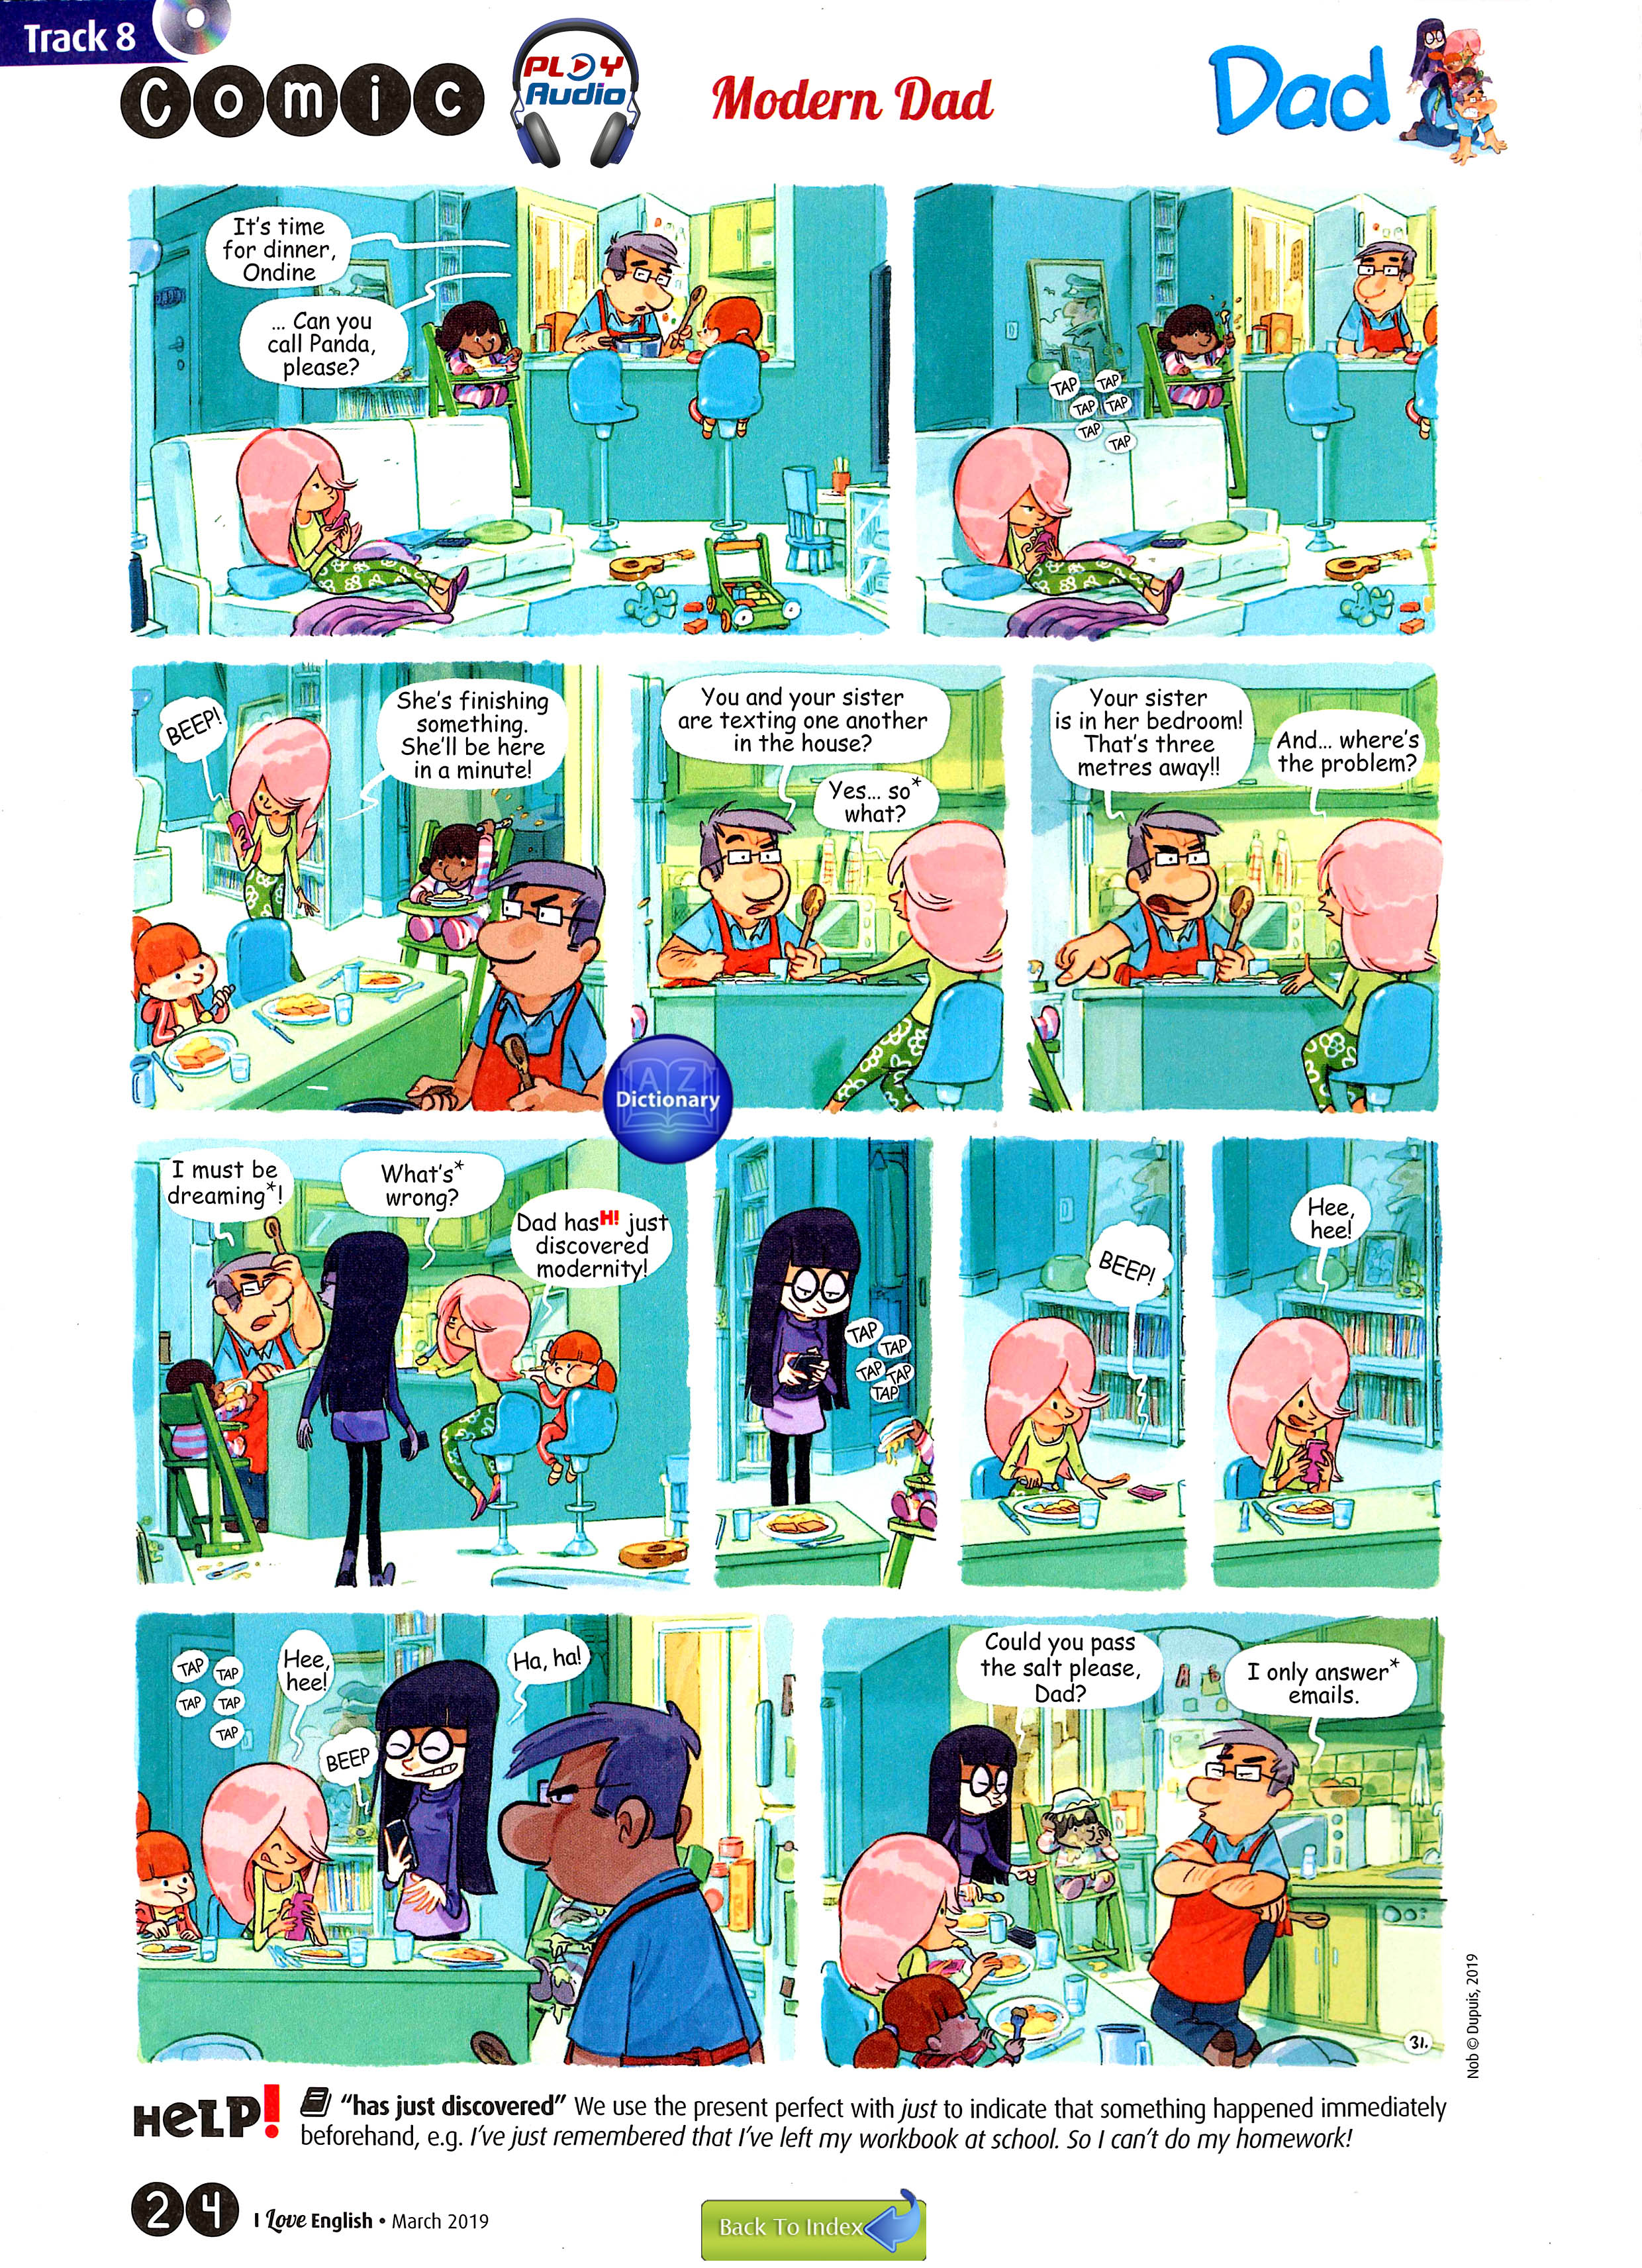 Track 8
Comic
PLAY
Audio
Modern Dad
Dad
It's time
for dinner,
Ondine
... Can you
call Panda,
please?
TAP
TAP
TAP
TAP
TAP
TAP
BEEP!
She's finishing
something.
She'll be here
in a minute!
You and your sister
are texting one another
in the house?
Yes... so*
what?
Your sister
is in her bedroom!
That's three
metres away!!
And... where's
the problem?
A Z
Dictionary
I must be
dreaming*!
What's*
wrong?
Dad hasH! just
discovered
modernity!
TAP
TAP
TAP
TAP
TAP
BEEP!
Hee,
hee!
TAP
TAP
TAP
TAP
TAP
Hee,
hee!
BEEP
Ha, ha!
Could you pass
the salt please,
Dad?
I only answer*
emails.
31.
Nob © Dupuis, 2019
HELP!
"has just discovered" We use the present perfect with just to indicate that something happened immediately
beforehand, e.g. I've just remembered that I've left my workbook at school. So I can't do my homework!
24 I Love English • March 2019
Back To Index